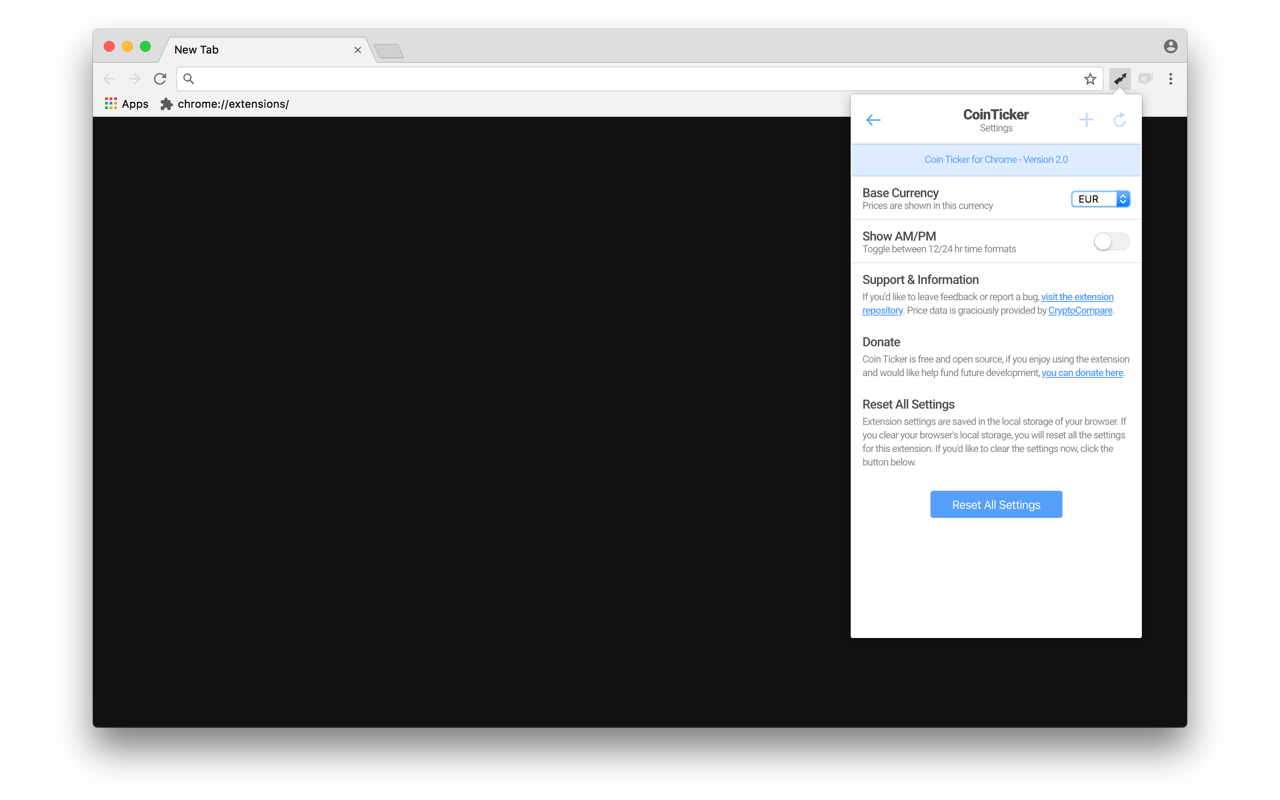 New Tab
Apps
chrome://extensions/
CoinTicker
Settings
Coin Ticker for Chrome - Version 2.0
Base Currency
Prices are shown in this currency
EUR
Show AM/PM
Toggle between 12/24 hr time formats
Support & Information
If you'd like to leave feedback or report a bug, visit the extension
repository. Price data is graciously provided by CryptoCompare.
Donate
Coin Ticker is free and open source, if you enjoy using the extension
and would like help fund future development, you can donate here.
Reset All Settings
Extension settings are saved in the local storage of your browser. If
you clear your browser's local storage, you will reset all the settings
for this extension. If you'd like to clear the settings now, click the
button below.
Reset All Settings